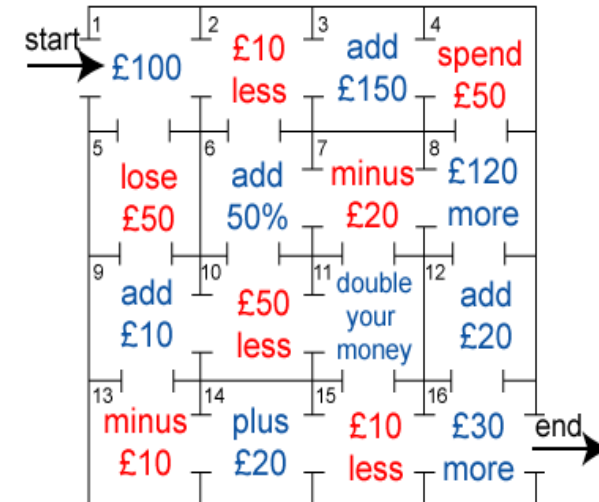 start
1
£100
2
£10
less
3
add
£150
4
spend
£50
5
lose
£50
6
add
50%
7
minus
£20
8
£120
more
9
add
£10
10
£50
less
11
double
your
money
12
add
£20
13
minus
£10
14
plus
£20
15
£10
less
16
£30
more
end